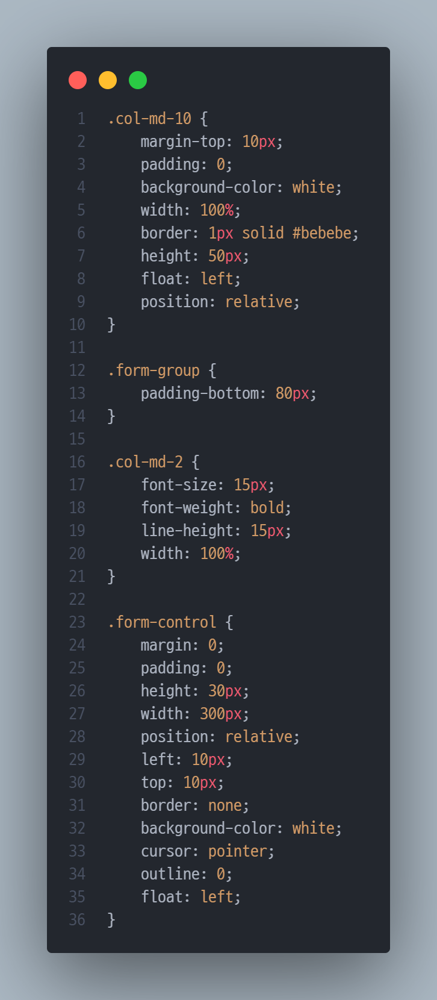 1 .col-md-10 {
2     margin-top: 10px;
3     padding: 0;
4     background-color: white;
5     width: 100%;
6     border: 1px solid #bebebe;
7     height: 50px;
8     float: left;
9     position: relative;
10 }
11
12 .form-group {
13     padding-bottom: 80px;
14 }
15
16 .col-md-2 {
17     font-size: 15px;
18     font-weight: bold;
19     line-height: 15px;
20     width: 100%;
21 }
22
23 .form-control {
24     margin: 0;
25     padding: 0;
26     height: 30px;
27     width: 300px;
28     position: relative;
29     left: 10px;
30     top: 10px;
31     border: none;
32     background-color: white;
33     cursor: pointer;
34     outline: 0;
35     float: left;
36 }